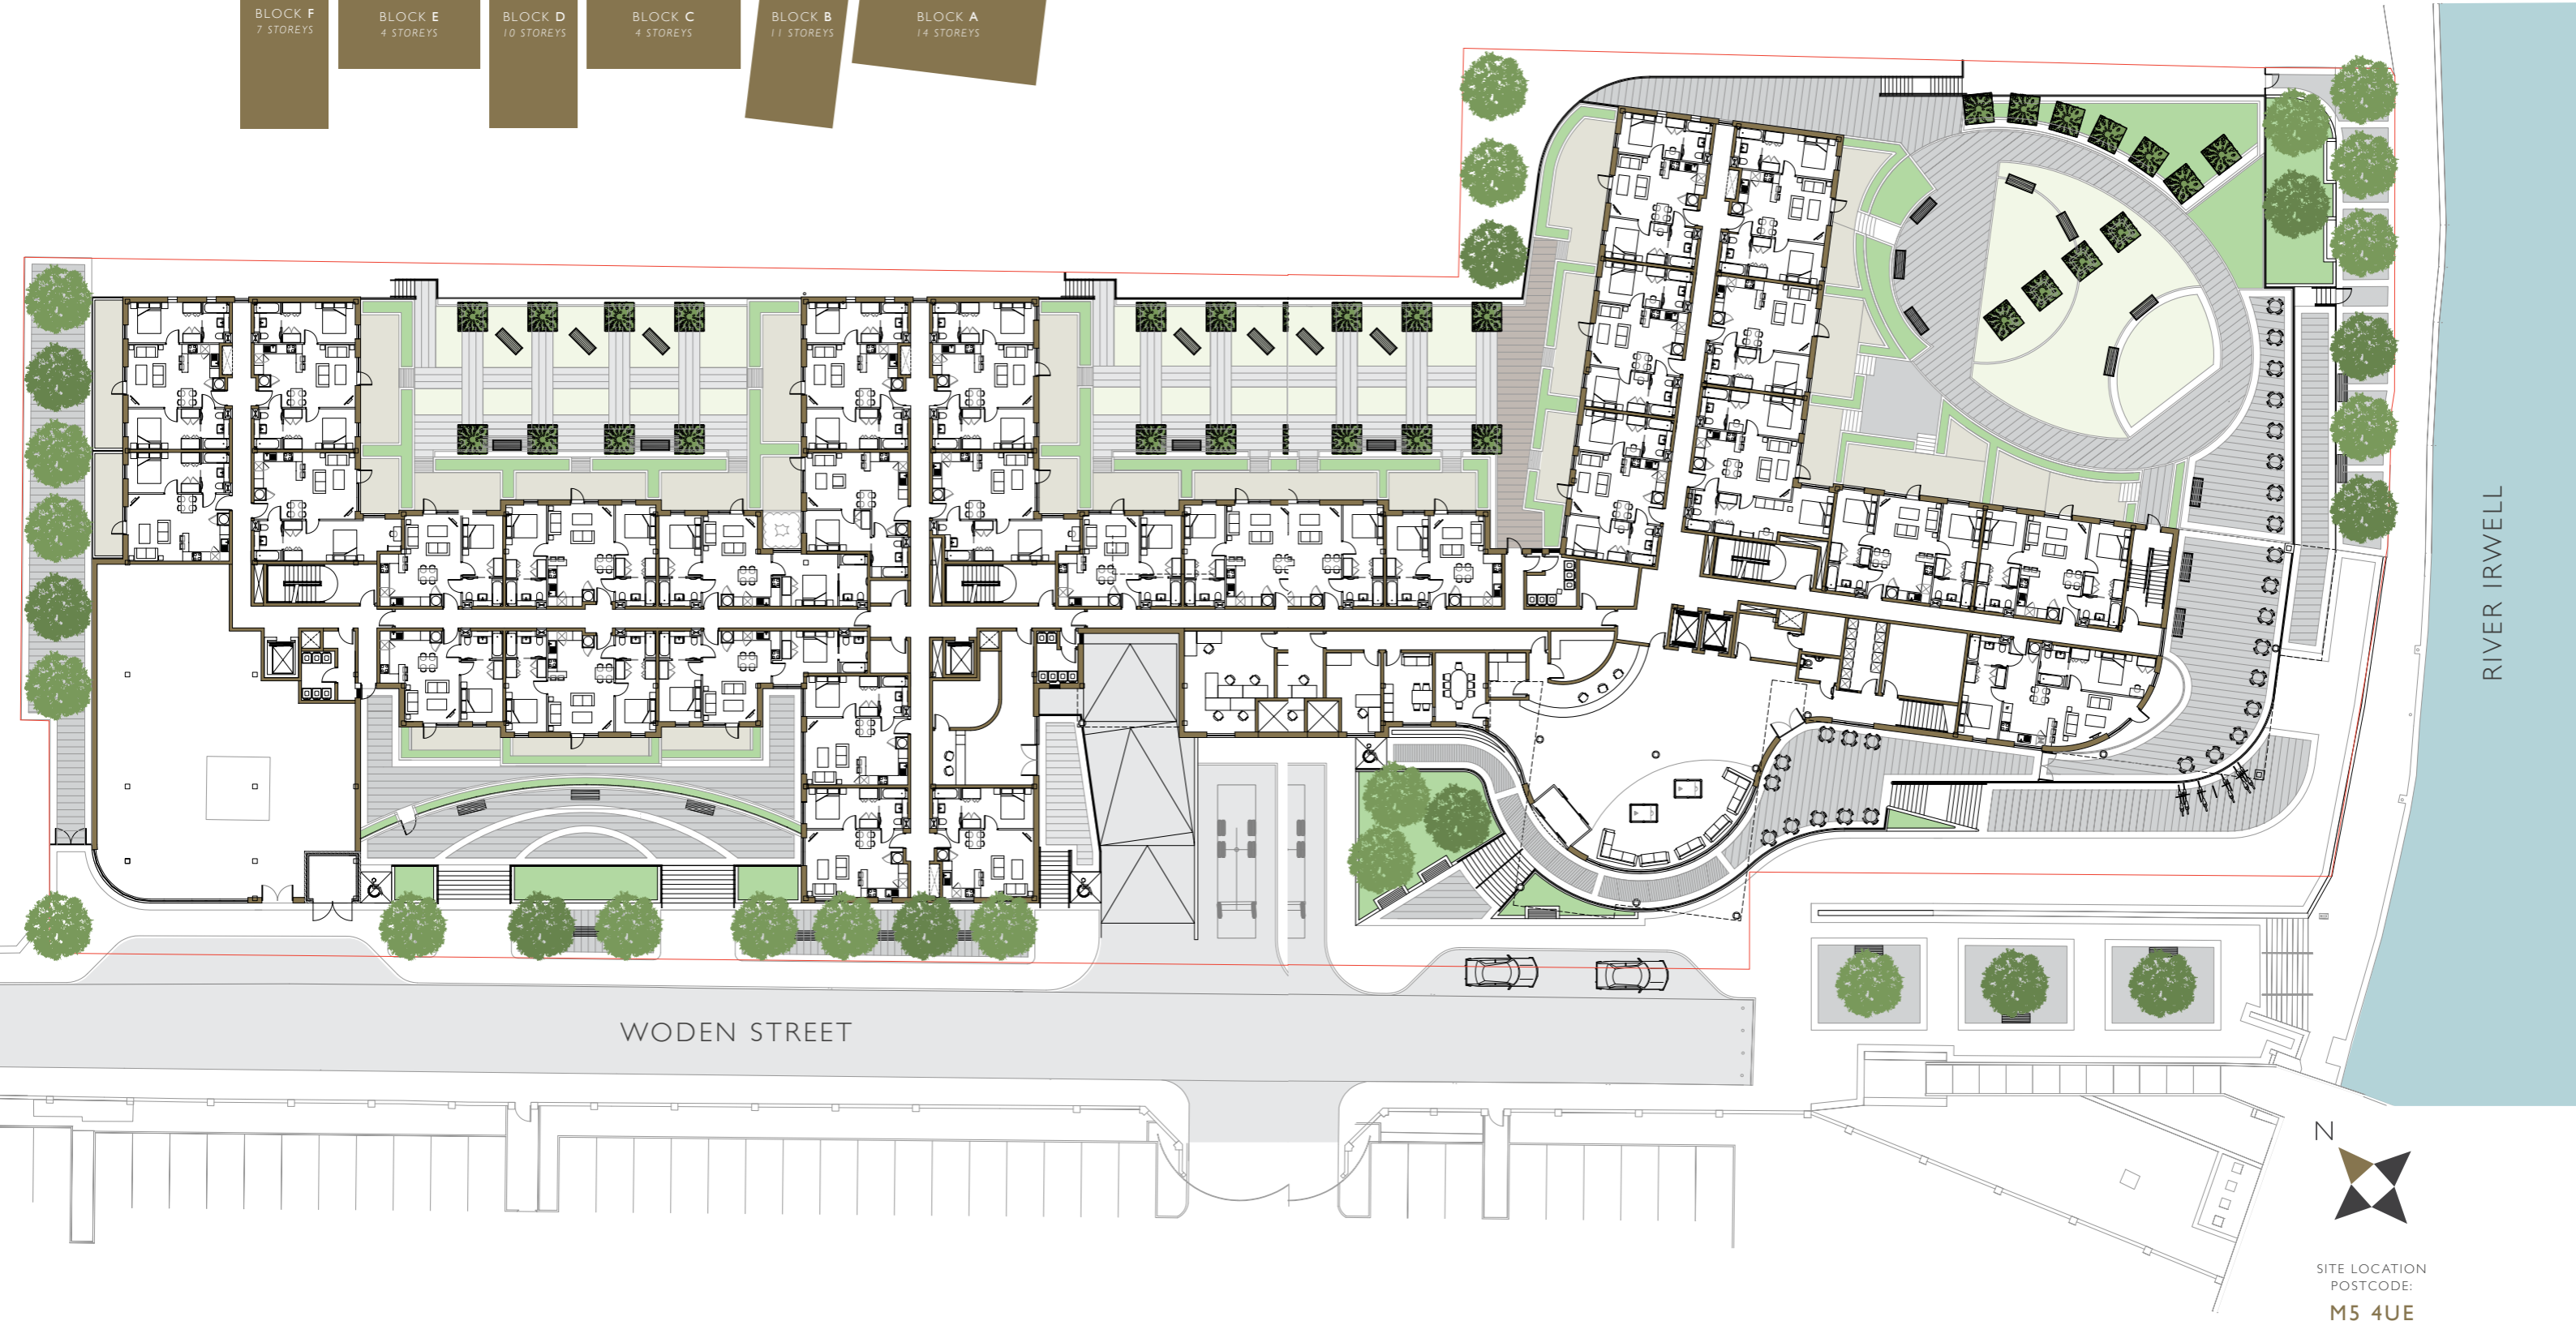 BLOCK F
7 STOREYS
BLOCK E
4 STOREYS
BLOCK D
10 STOREYS
BLOCK C
4 STOREYS
BLOCK B
11 STOREYS
BLOCK A
14 STOREYS
RIVER IRWELL
WODEN STREET
N
SITE LOCATION
POSTCODE:
M5 4UE